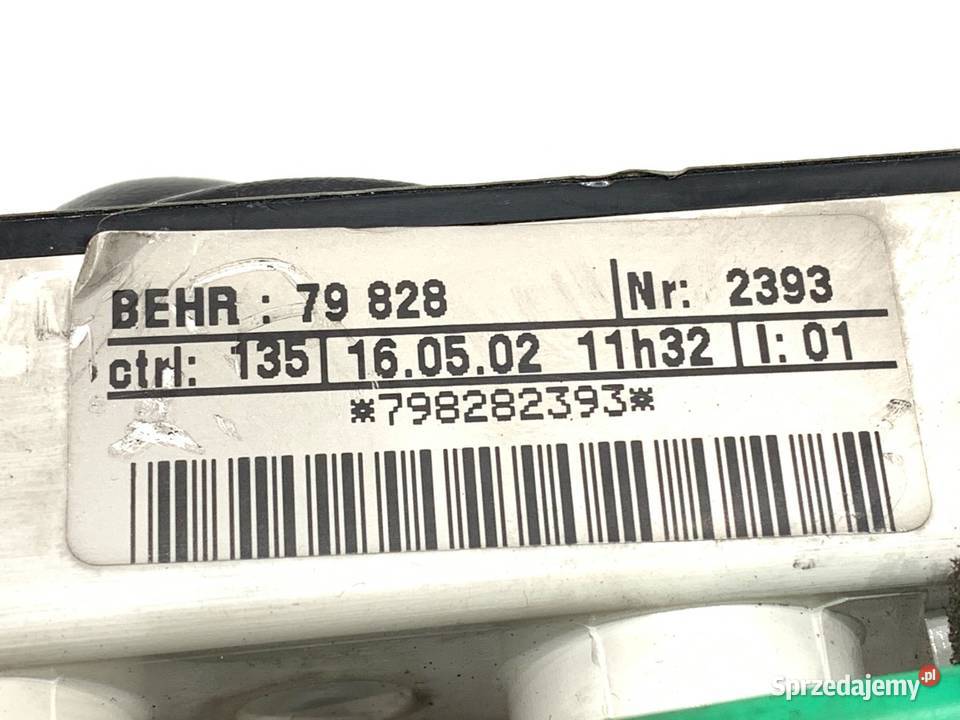 BEHR : 79 828 Nr: 2393
ctrl: 135 16.05.02 11h32 I: 01
*798282393*
Sprzedajemy.pl